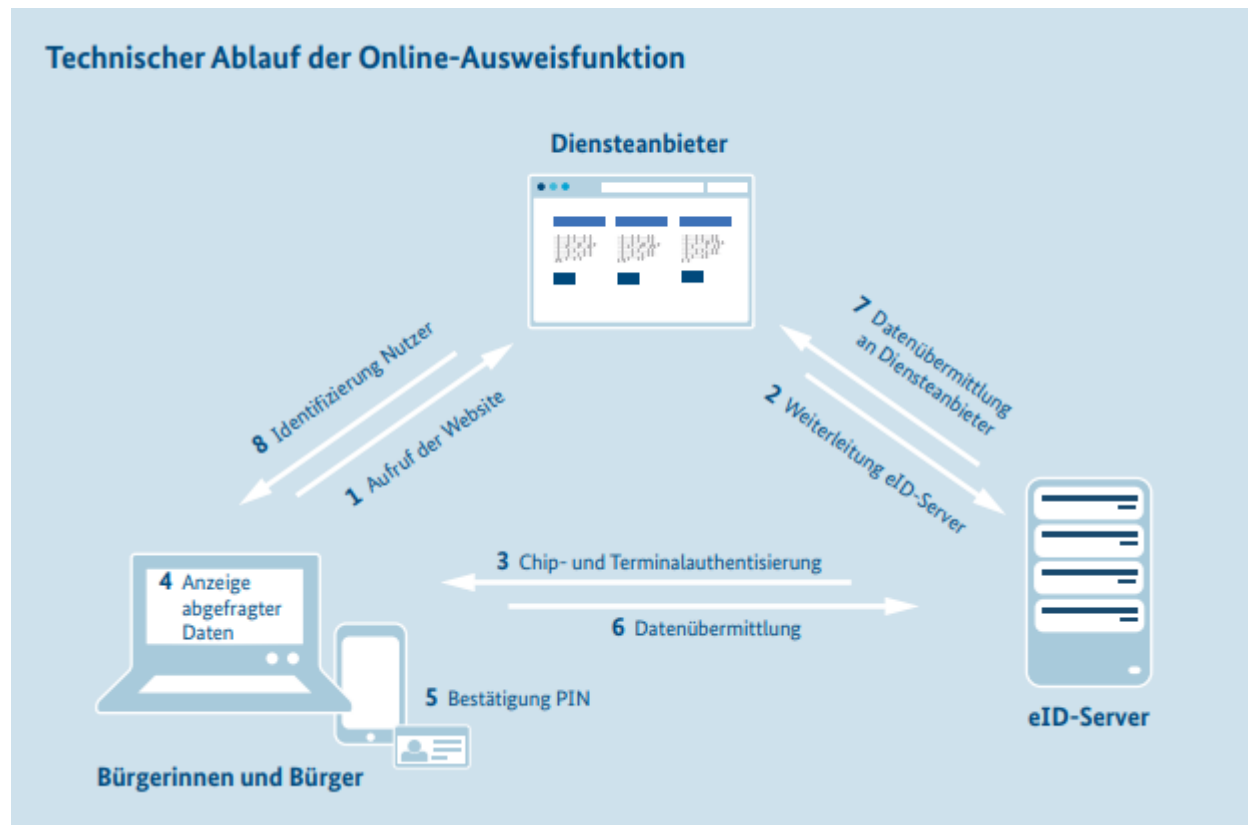 Technischer Ablauf der Online-Ausweisfunktion
Diensteanbieter
8 Identifizierung Nutzer
1 Aufruf der Website
7 Datenübermittlung
an Diensteanbieter
2 Weiterleitung eID-Server
3 Chip- und Terminalauthentisierung
4 Anzeige
abgefragter
Daten
6 Datenübermittlung
5 Bestätigung PIN
eID-Server
Bürgerinnen und Bürger